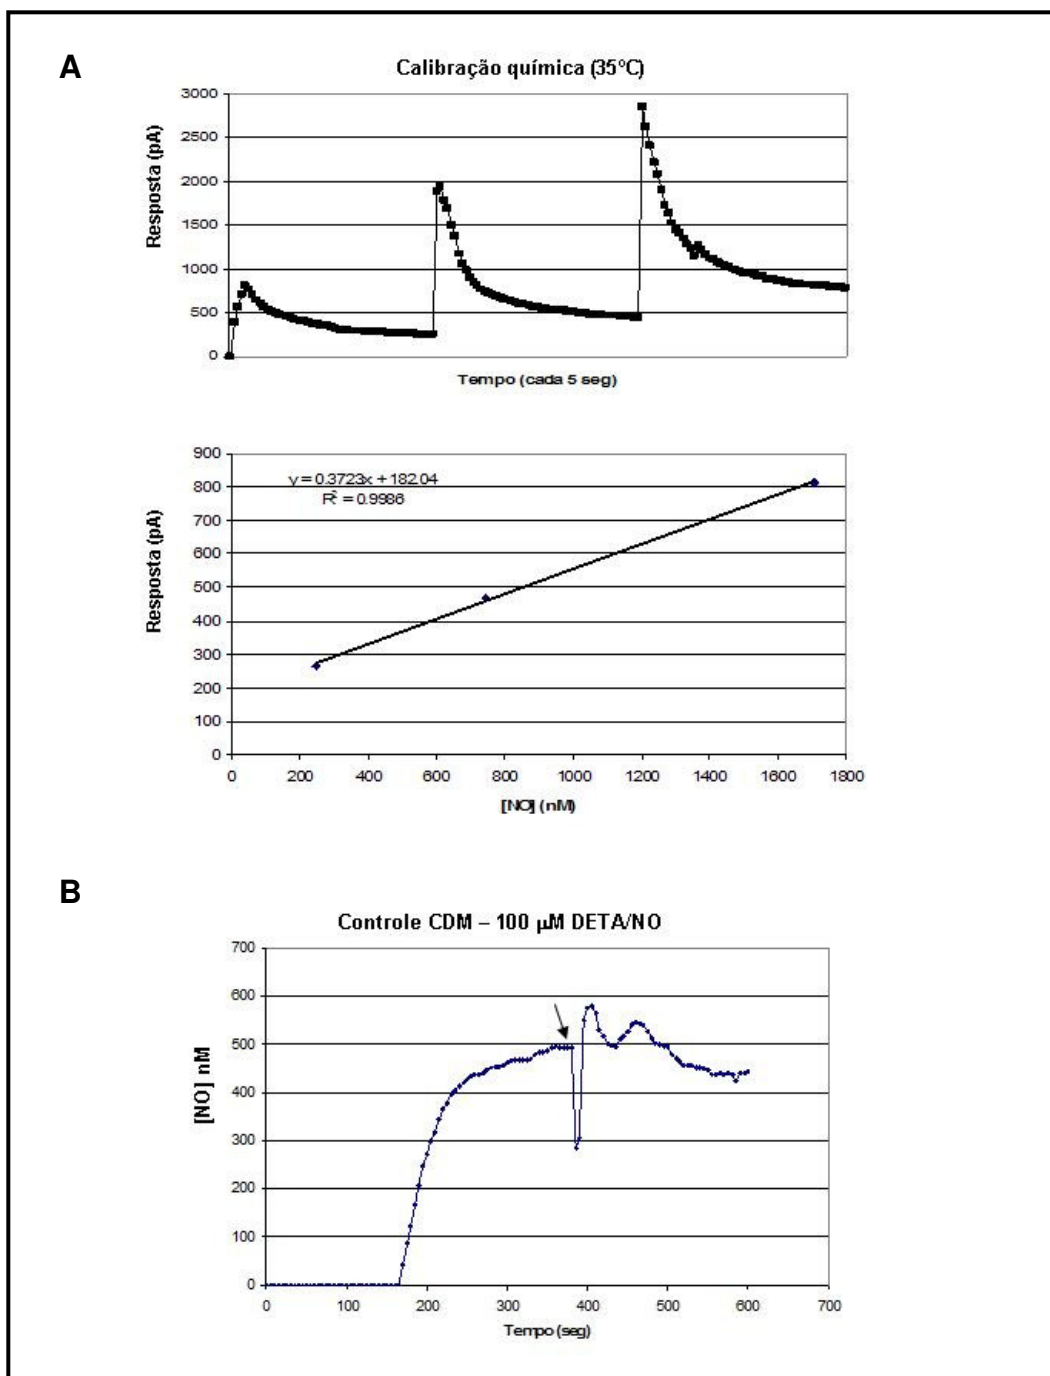 A
Calibração química (35ºC)
Resposta (pA)
3000
2500
2000
1500
1000
500
0
Tempo (cada 5 seg)
Resposta (pA)
900
800
700
600
500
400
300
200
100
0
y = 0.3723x + 182.04
R² = 0.9986
0 200 400 600 800 1000 1200 1400 1600 1800
[NO] (nM)
B
Controle CDM – 100 µM DETA/NO
[NO] nM
700
600
500
400
300
200
100
0
0 100 200 300 400 500 600 700
Tempo (seg)